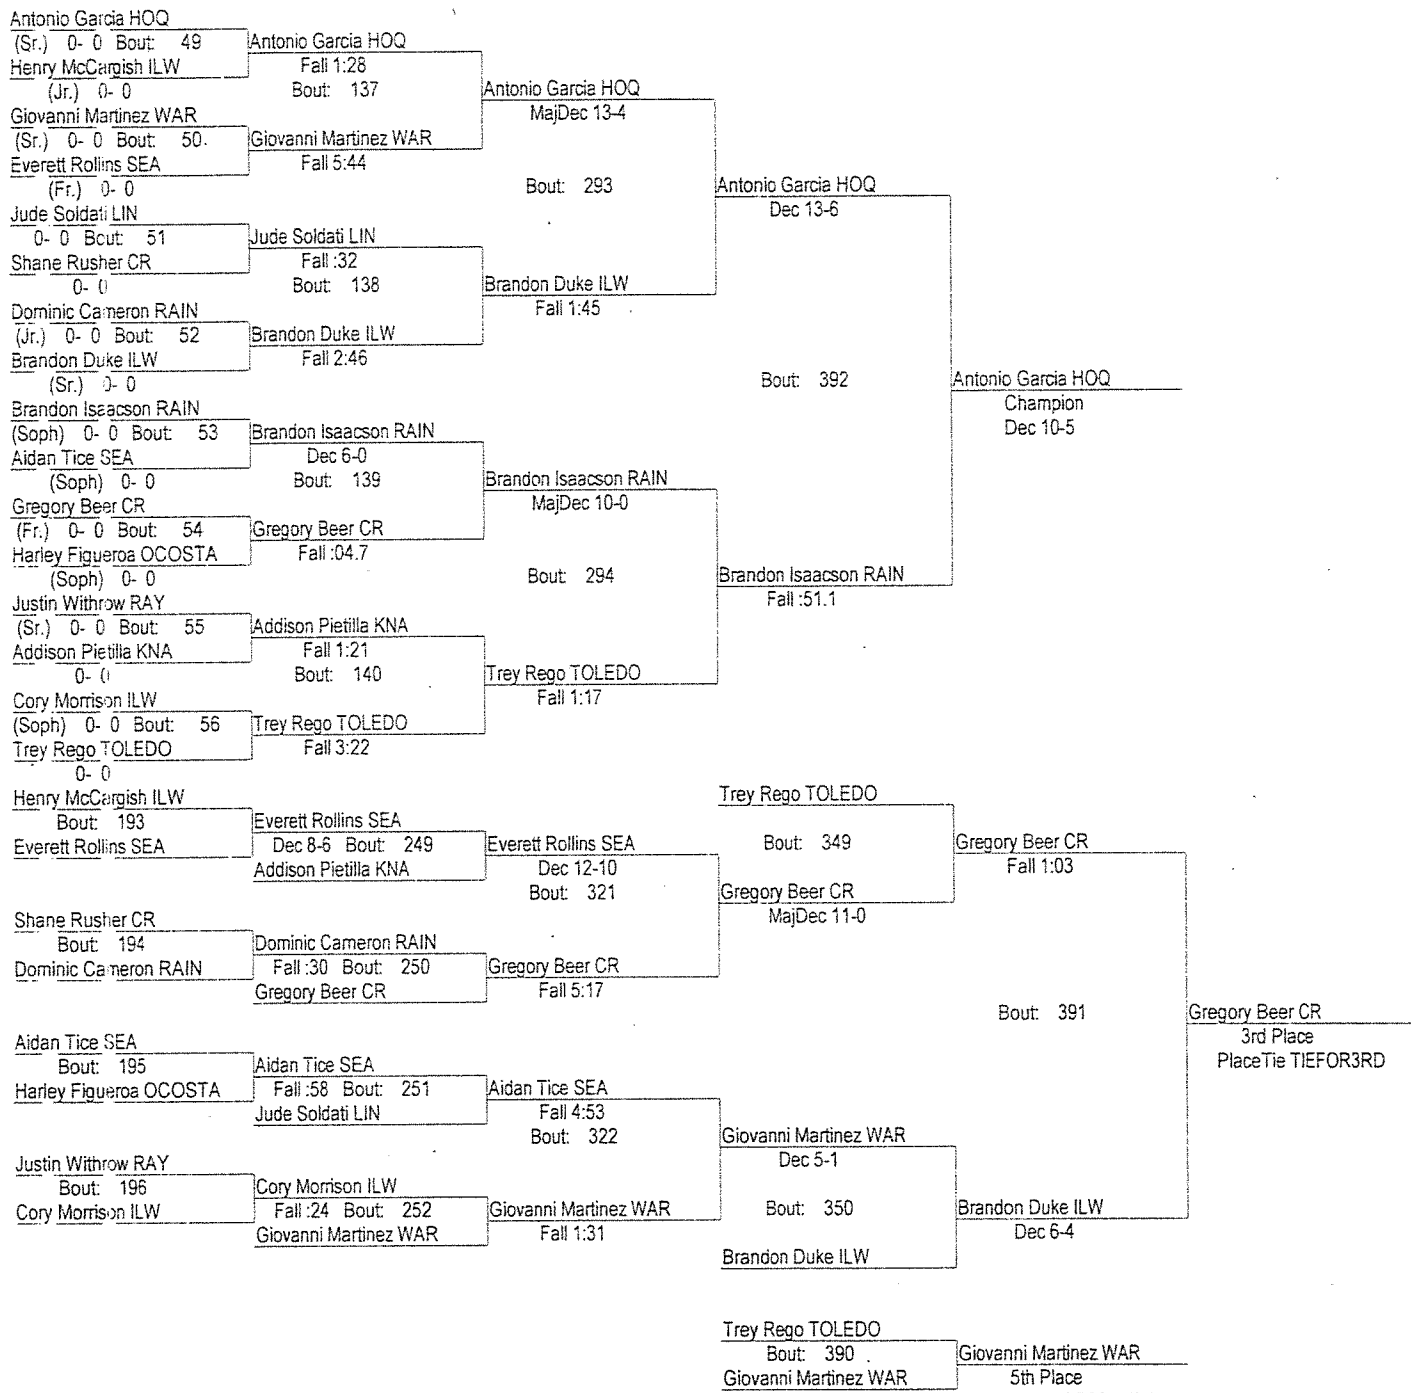 Antonio Garcia HOQ
(Sr.) 0- 0 Bout: 49
Henry McCargish ILW
(Jr.) 0- 0
Giovanni Martinez WAR
(Sr.) 0- 0 Bout: 50
Everett Rollins SEA
(Fr.) 0- 0
Jude Soldati LIN
0- 0 Bout: 51
Shane Rusher CR
0- 0
Dominic Cameron RAIN
(Jr.) 0- 0 Bout: 52
Brandon Duke ILW
(Sr.) 0- 0
Brandon Isaacson RAIN
(Soph) 0- 0 Bout: 53
Aidan Tice SEA
(Soph) 0- 0
Gregory Beer CR
(Fr.) 0- 0 Bout: 54
Harley Figueroa OCOSTA
(Soph) 0- 0
Justin Withrow RAY
(Sr.) 0- 0 Bout: 55
Addison Pietilla KNA
0- 0
Cory Morrison ILW
(Soph) 0- 0 Bout: 56
Trey Rego TOLEDO
0- 0
Antonio Garcia HOQ
Fall 1:28
Bout: 137
Giovanni Martinez WAR
Fall 5:44
Jude Soldati LIN
Fall :32
Bout: 138
Brandon Duke ILW
Fall 2:46
Brandon Isaacson RAIN
Dec 6-0
Bout: 139
Gregory Beer CR
Fall :04.7
Addison Pietilla KNA
Fall 1:21
Bout: 140
Trey Rego TOLEDO
Fall 3:22
Antonio Garcia HOQ
MajDec 13-4
Bout: 293
Brandon Duke ILW
Fall 1:45
Brandon Isaacson RAIN
MajDec 10-0
Bout: 294
Trey Rego TOLEDO
Fall 1:17
Antonio Garcia HOQ
Dec 13-6
Bout: 392
Brandon Isaacson RAIN
Fall :51.1
Antonio Garcia HOQ
Champion
Dec 10-5
Henry McCargish ILW
Bout: 193
Everett Rollins SEA
Shane Rusher CR
Bout: 194
Dominic Cameron RAIN
Aidan Tice SEA
Bout: 195
Harley Figueroa OCOSTA
Justin Withrow RAY
Bout: 196
Cory Morrison ILW
Everett Rollins SEA
Dec 8-6 Bout: 249
Addison Pietilla KNA
Dominic Cameron RAIN
Fall :30 Bout: 250
Gregory Beer CR
Aidan Tice SEA
Fall :58 Bout: 251
Jude Soldati LIN
Cory Morrison ILW
Fall :24 Bout: 252
Giovanni Martinez WAR
Everett Rollins SEA
Dec 12-10
Bout: 321
Gregory Beer CR
Fall 5:17
Aidan Tice SEA
Fall 4:53
Bout: 322
Giovanni Martinez WAR
Fall 1:31
Trey Rego TOLEDO
Bout: 349
Gregory Beer CR
MajDec 11-0
Giovanni Martinez WAR
Dec 5-1
Bout: 350
Brandon Duke ILW
Gregory Beer CR
Fall 1:03
Bout: 391
Brandon Duke ILW
Dec 6-4
Gregory Beer CR
3rd Place
PlaceTie TIEFOR3RD
Trey Rego TOLEDO
Bout: 390
Giovanni Martinez WAR
Giovanni Martinez WAR
5th Place